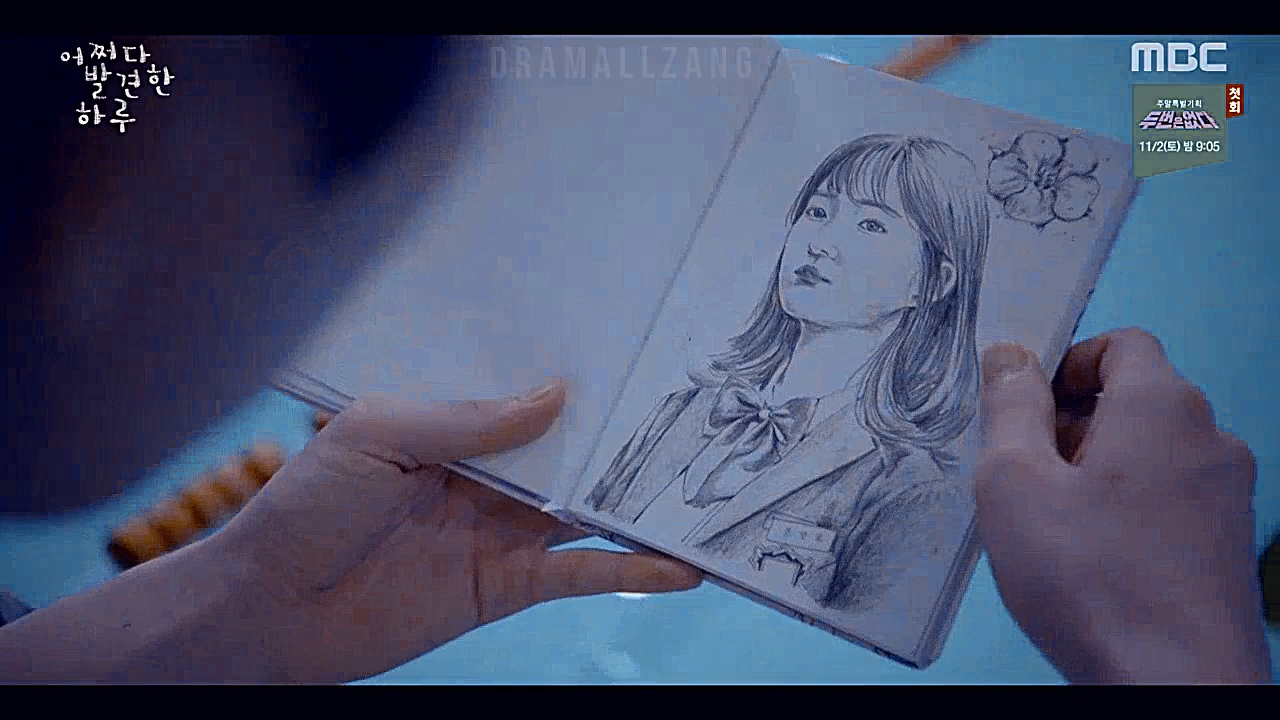 어쩌다
발견한
하루
DRAMALLZANG
MBC
주말특별기획
두번은 없다
첫회
11/2(토) 밤 9:05